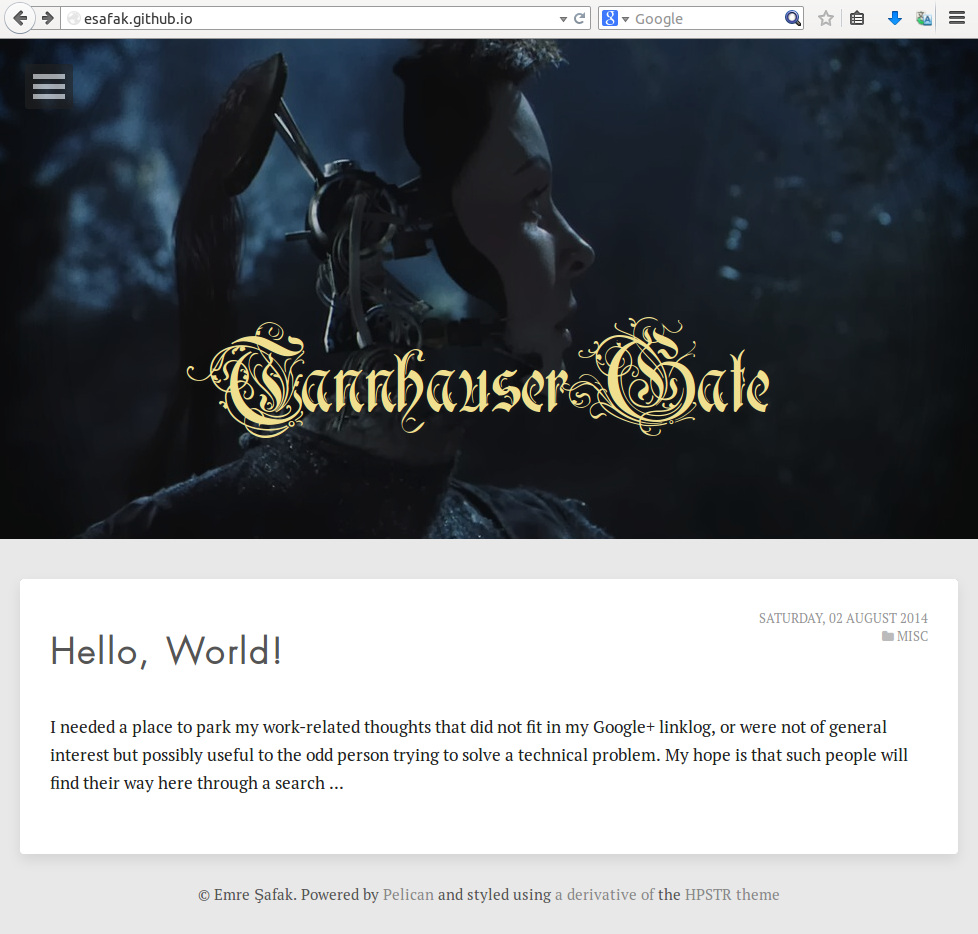 esafak.github.io
Google
Tannhauser Gate
SATURDAY, 02 AUGUST 2014
MISC
Hello, World!
I needed a place to park my work-related thoughts that did not fit in my Google+ linklog, or were not of general
interest but possibly useful to the odd person trying to solve a technical problem. My hope is that such people will
find their way here through a search ...
© Emre Şafak. Powered by Pelican and styled using a derivative of the HPSTR theme